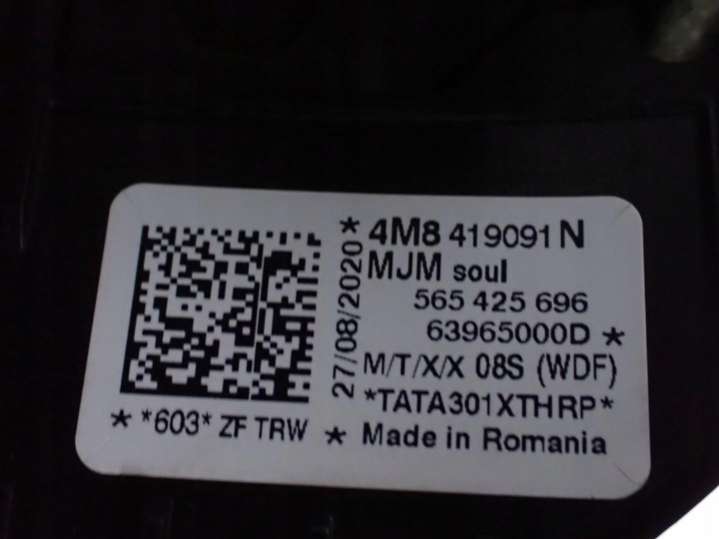 * 4M8 419091 N
MJM soul
565 425 696
63965000D *
M/T/X/X 08S (WDF)
*TATA301XTHRP*
27/08/2020
* *603* ZF TRW * Made in Romania